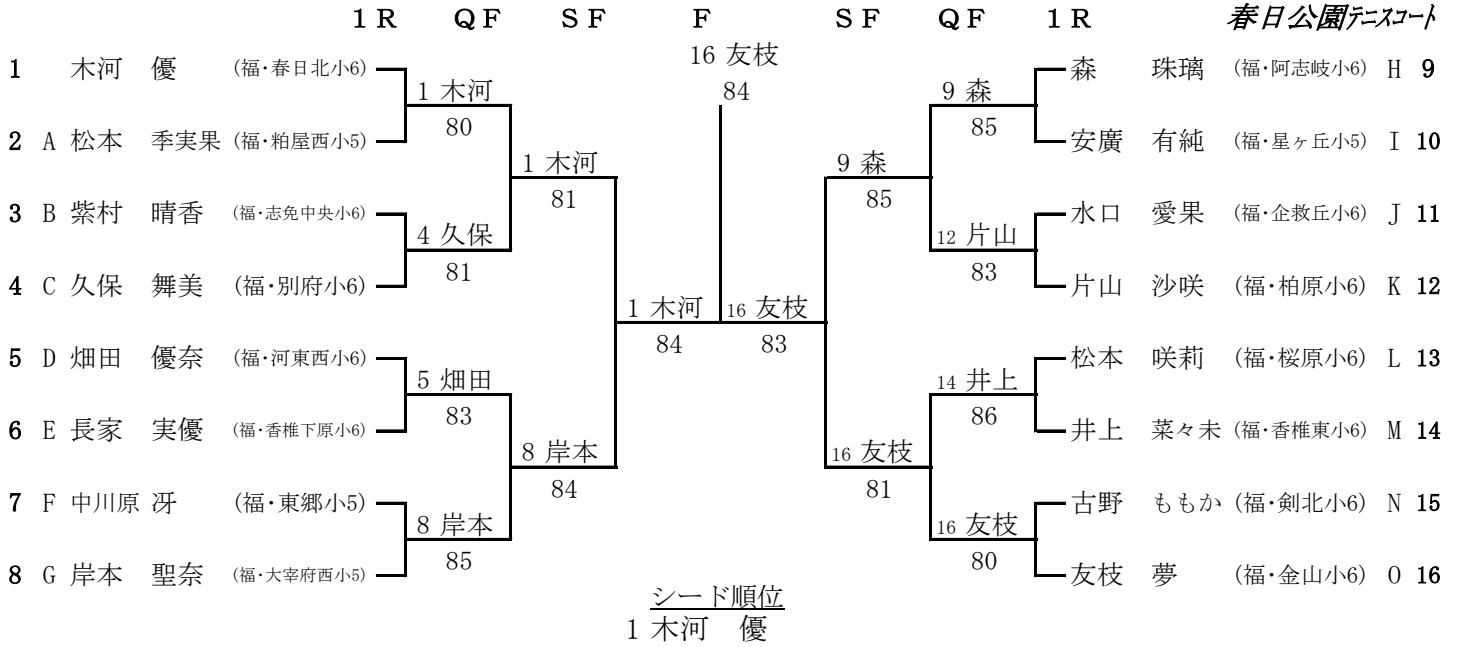 1R QF SF F SF QF 1R 春日公園テニスコート
16 友枝
1 木河 優 (福・春日北小6) 森 珠璃 (福・阿志岐小6) H 9
1 木河 84 9 森
80 85
2 A 松本 季実果 (福・粕屋西小5) 安廣 有純 (福・星ヶ丘小5) I 10
1 木河 9 森
81 85
3 B 紫村 晴香 (福・志免中央小6) 水口 愛果 (福・企救丘小6) J 11
4 久保 12 片山
81 83
4 C 久保 舞美 (福・別府小6) 片山 沙咲 (福・柏原小6) K 12
1 木河 16 友枝
84 83
5 D 畑田 優奈 (福・河東西小6) 松本 咲莉 (福・桜原小6) L 13
5 畑田 14 井上
83 86
6 E 長家 実優 (福・香椎下原小6) 井上 菜々未 (福・香椎東小6) M 14
8 岸本 16 友枝
84 81
7 F 中川原 冴 (福・東郷小5) 古野 ももか (福・剣北小6) N 15
8 岸本 16 友枝
85 80
8 G 岸本 聖奈 (福・大宰府西小5) 友枝 夢 (福・金山小6) O 16
シード順位
1 木河 優